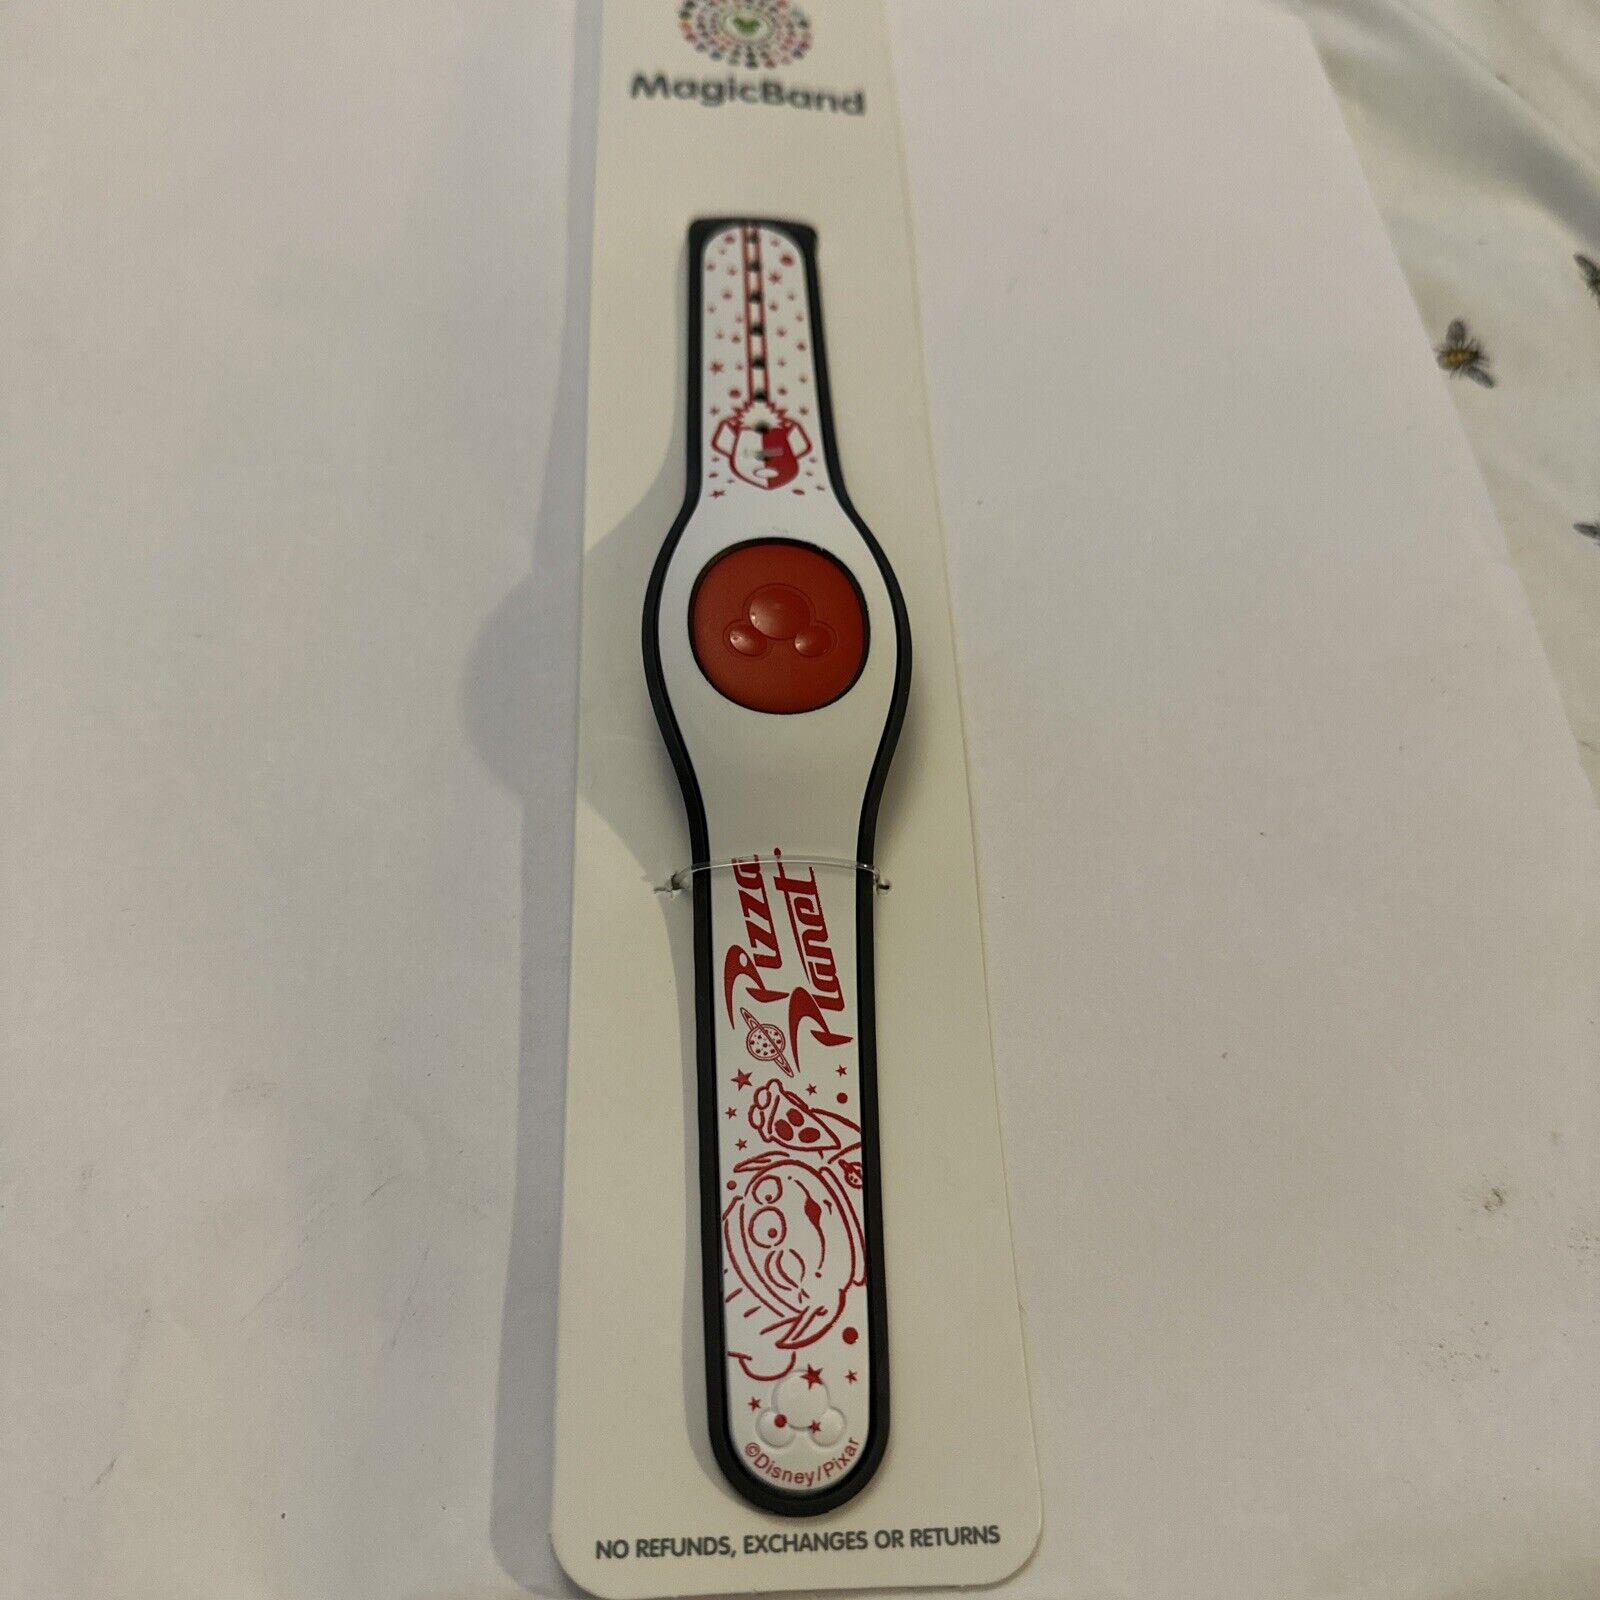 MagicBand
Pizza
Planet
©Disney/Pixar
NO REFUNDS, EXCHANGES OR RETURNS